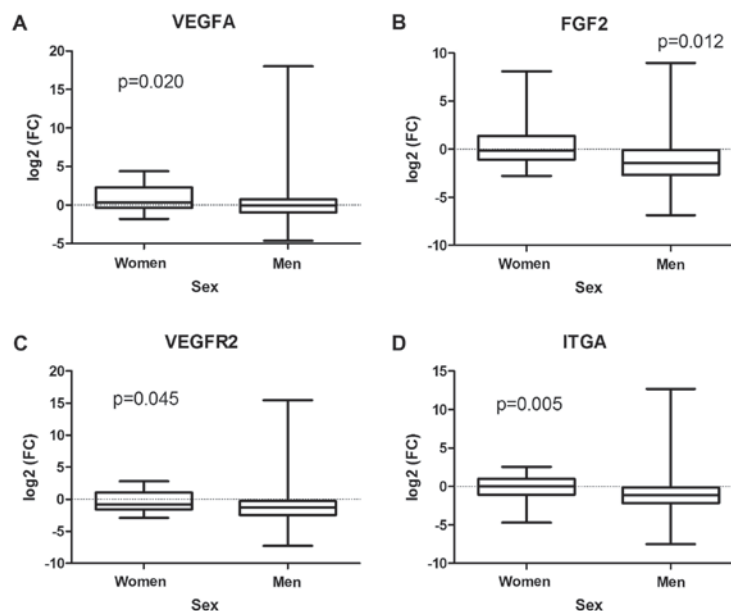 A
VEGFA
20
15
10
5
0
-5
log2 (FC)
p=0.020
Women
Men
Sex
B
FGF2
10
5
0
-5
-10
log2 (FC)
p=0.012
Women
Men
Sex
C
VEGFR2
20
15
10
5
0
-5
-10
log2 (FC)
p=0.045
Women
Men
Sex
D
ITGA
15
10
5
0
-5
-10
log2 (FC)
p=0.005
Women
Men
Sex